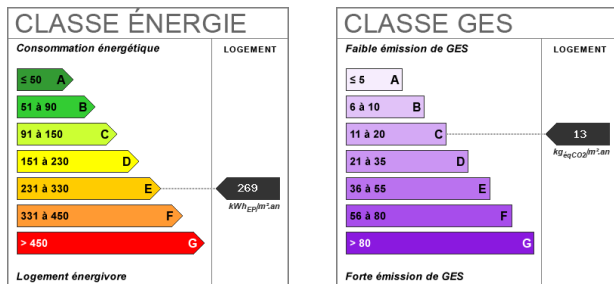 CLASSE ÉNERGIE
Consommation énergétique
LOGEMENT
≤ 50 A
51 à 90 B
91 à 150 C
151 à 230 D
231 à 330 E
269
kWhEP/m².an
331 à 450 F
> 450 G
Logement énergivore
CLASSE GES
Faible émission de GES
LOGEMENT
≤ 5 A
6 à 10 B
11 à 20 C
13
kgéqCO2/m².an
21 à 35 D
36 à 55 E
56 à 80 F
> 80 G
Forte émission de GES